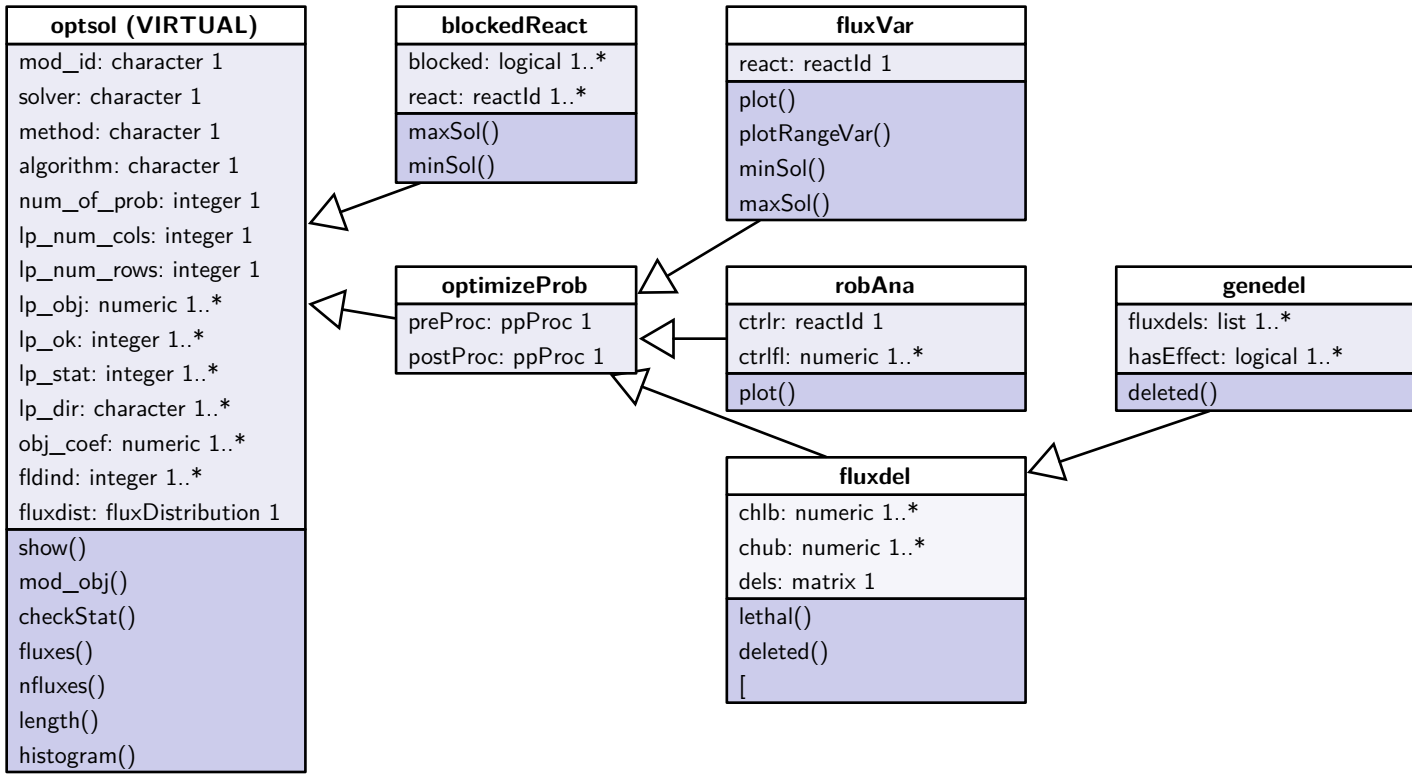 optsol (VIRTUAL)
mod_id: character 1
solver: character 1
method: character 1
algorithm: character 1
num_of_prob: integer 1
lp_num_cols: integer 1
lp_num_rows: integer 1
lp_obj: numeric 1..*
lp_ok: integer 1..*
lp_stat: integer 1..*
lp_dir: character 1..*
obj_coef: numeric 1..*
fldind: integer 1..*
fluxdist: fluxDistribution 1
show()
mod_obj()
checkStat()
fluxes()
nfluxes()
length()
histogram()
blockedReact
blocked: logical 1..*
react: reactId 1..*
maxSol()
minSol()
fluxVar
react: reactId 1
plot()
plotRangeVar()
minSol()
maxSol()
optimizeProb
preProc: ppProc 1
postProc: ppProc 1
robAna
ctrlr: reactId 1
ctrlfl: numeric 1..*
plot()
genedel
fluxdels: list 1..*
hasEffect: logical 1..*
deleted()
fluxdel
chlb: numeric 1..*
chub: numeric 1..*
dels: matrix 1
lethal()
deleted()
[